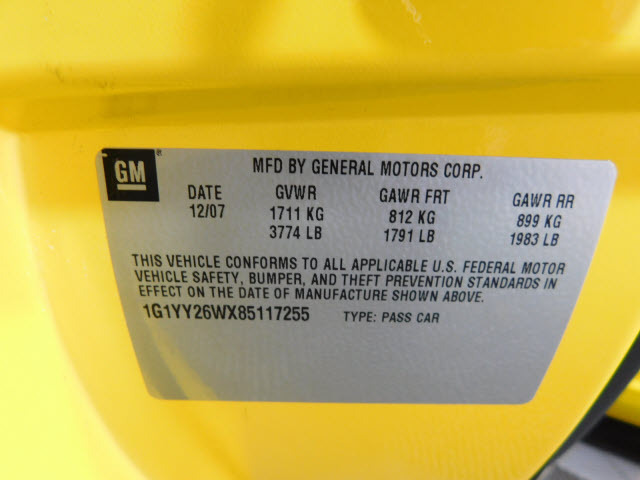 GM ®
MFD BY GENERAL MOTORS CORP.
DATE GVWR GAWR FRT GAWR RR
12/07 1711 KG 812 KG 899 KG
3774 LB 1791 LB 1983 LB
THIS VEHICLE CONFORMS TO ALL APPLICABLE U.S. FEDERAL MOTOR
VEHICLE SAFETY, BUMPER, AND THEFT PREVENTION STANDARDS IN
EFFECT ON THE DATE OF MANUFACTURE SHOWN ABOVE.
1G1YY26WX85117255 TYPE: PASS CAR